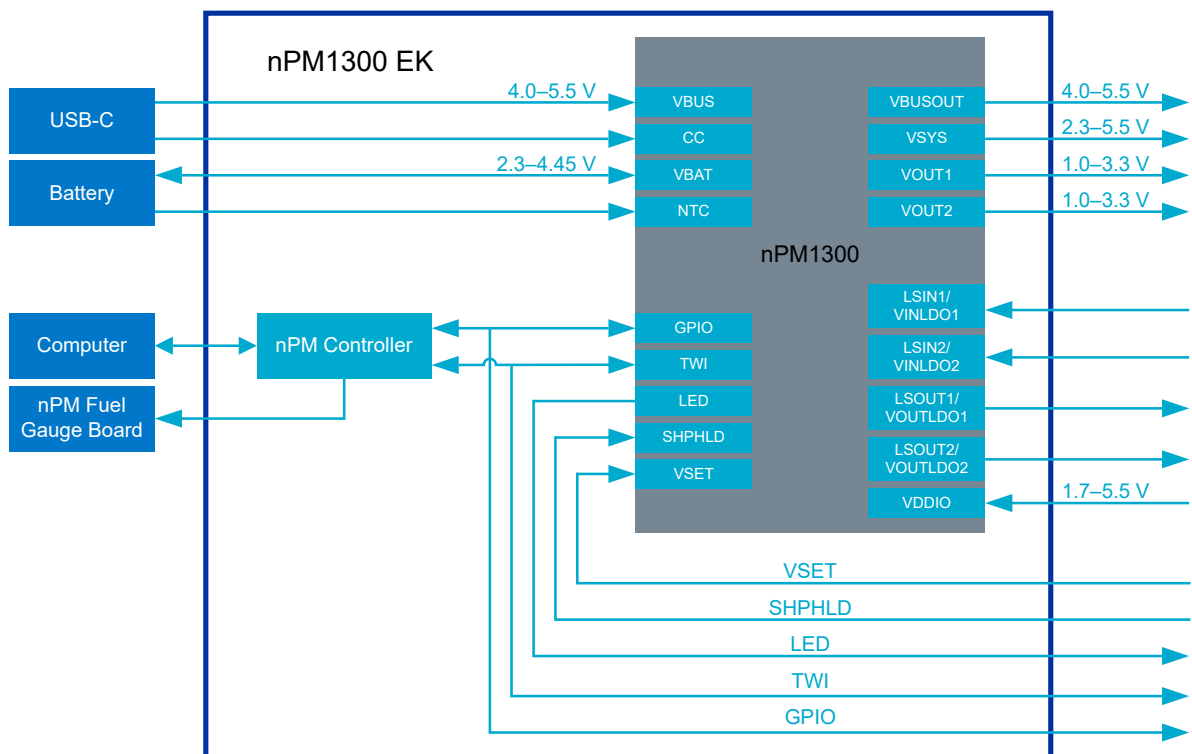 nPM1300 EK
USB-C
Battery
4.0–5.5 V
2.3–4.45 V
VBUS
CC
VBAT
NTC
VBUSOUT
VSYS
VOUT1
VOUT2
4.0–5.5 V
2.3–5.5 V
1.0–3.3 V
1.0–3.3 V
nPM1300
Computer
nPM Fuel
Gauge Board
nPM Controller
GPIO
TWI
LED
SHPHLD
VSET
LSIN1/
VINLDO1
LSIN2/
VINLDO2
LSOUT1/
VOUTLDO1
LSOUT2/
VOUTLDO2
VDDIO
1.7–5.5 V
VSET
SHPHLD
LED
TWI
GPIO